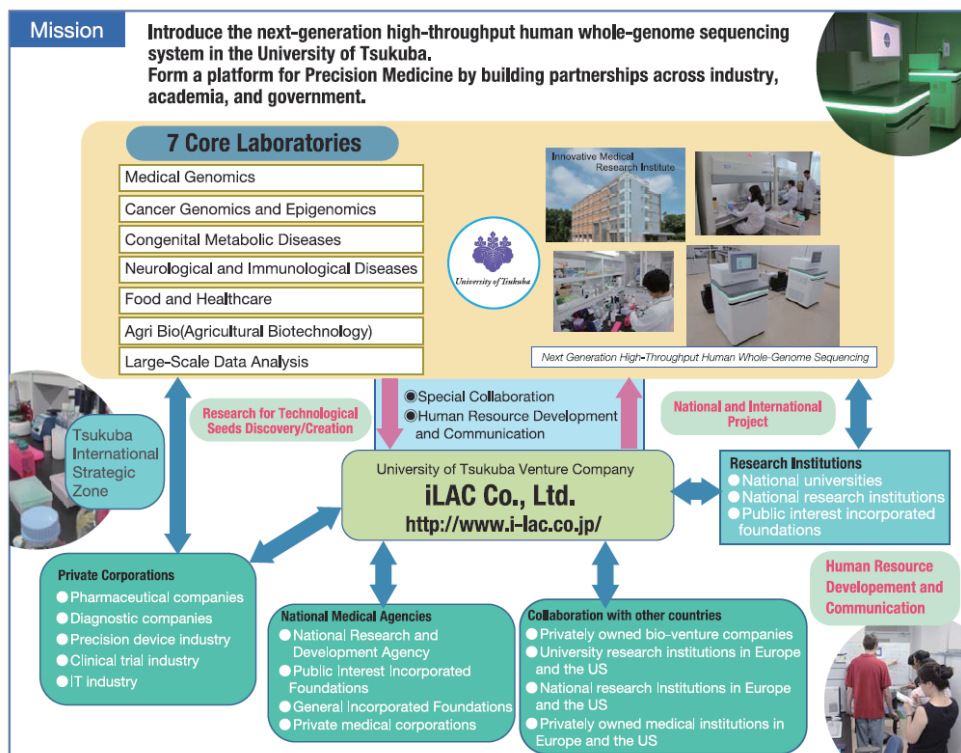 Mission
Introduce the next-generation high-throughput human whole-genome sequencing
system in the University of Tsukuba.
Form a platform for Precision Medicine by building partnerships across industry,
academia, and government.
7 Core Laboratories
Medical Genomics
Cancer Genomics and Epigenomics
Congenital Metabolic Diseases
Neurological and Immunological Diseases
Food and Healthcare
Agri Bio(Agricultural Biotechnology)
Large-Scale Data Analysis
University of Tsukuba
Innovative Medical
Research Institute
Next Generation High-Throughput Human Whole-Genome Sequencing
Tsukuba
International
Strategic
Zone
Research for Technological
Seeds Discovery/Creation
◉Special Collaboration
◉Human Resource Development
and Communication
National and International
Project
University of Tsukuba Venture Company
iLAC Co., Ltd.
http://www.i-lac.co.jp/
Research Institutions
●National universities
●National research institutions
●Public interest incorporated
foundations
Human Resource
Developement and
Communication
Private Corporations
●Pharmaceutical companies
●Diagnostic companies
●Precision device industry
●Clinical trial industry
●IT industry
National Medical Agencies
●National Research and
Development Agency
●Public Interest Incorporated
Foundations
●General Incorporated Foundations
●Private medical corporations
Collaboration with other countries
●Privately owned bio-venture companies
●University research institutions in Europe
and the US
●National research Institutions in Europe
and the US
●Privately owned medical institutions in
Europe and the US